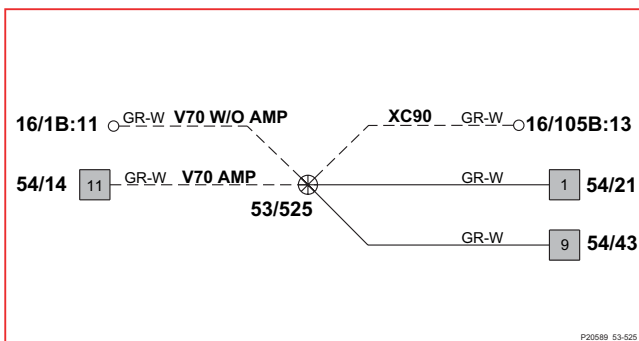 16/1B:11 GR-W V70 W/O AMP XC90 GR-W 16/105B:13
54/14 11 GR-W V70 AMP GR-W 1 54/21
53/525
GR-W 9 54/43
P20589 53-525